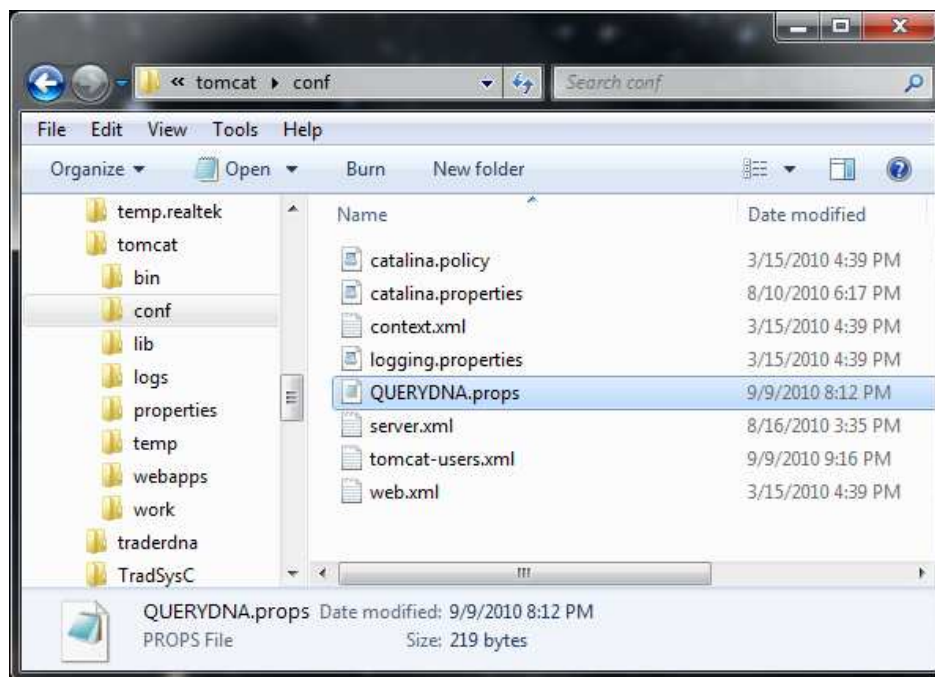 « tomcat ▸ conf Search conf
File Edit View Tools Help
Organize Open Burn New folder
temp.realtek
tomcat
bin
conf
lib
logs
properties
temp
webapps
work
traderdna
TradSysC
Name Date modified
catalina.policy 3/15/2010 4:39 PM
catalina.properties 8/10/2010 6:17 PM
context.xml 3/15/2010 4:39 PM
logging.properties 3/15/2010 4:39 PM
QUERYDNA.props 9/9/2010 8:12 PM
server.xml 8/16/2010 3:35 PM
tomcat-users.xml 9/9/2010 9:16 PM
web.xml 3/15/2010 4:39 PM
QUERYDNA.props Date modified: 9/9/2010 8:12 PM
PROPS File Size: 219 bytes